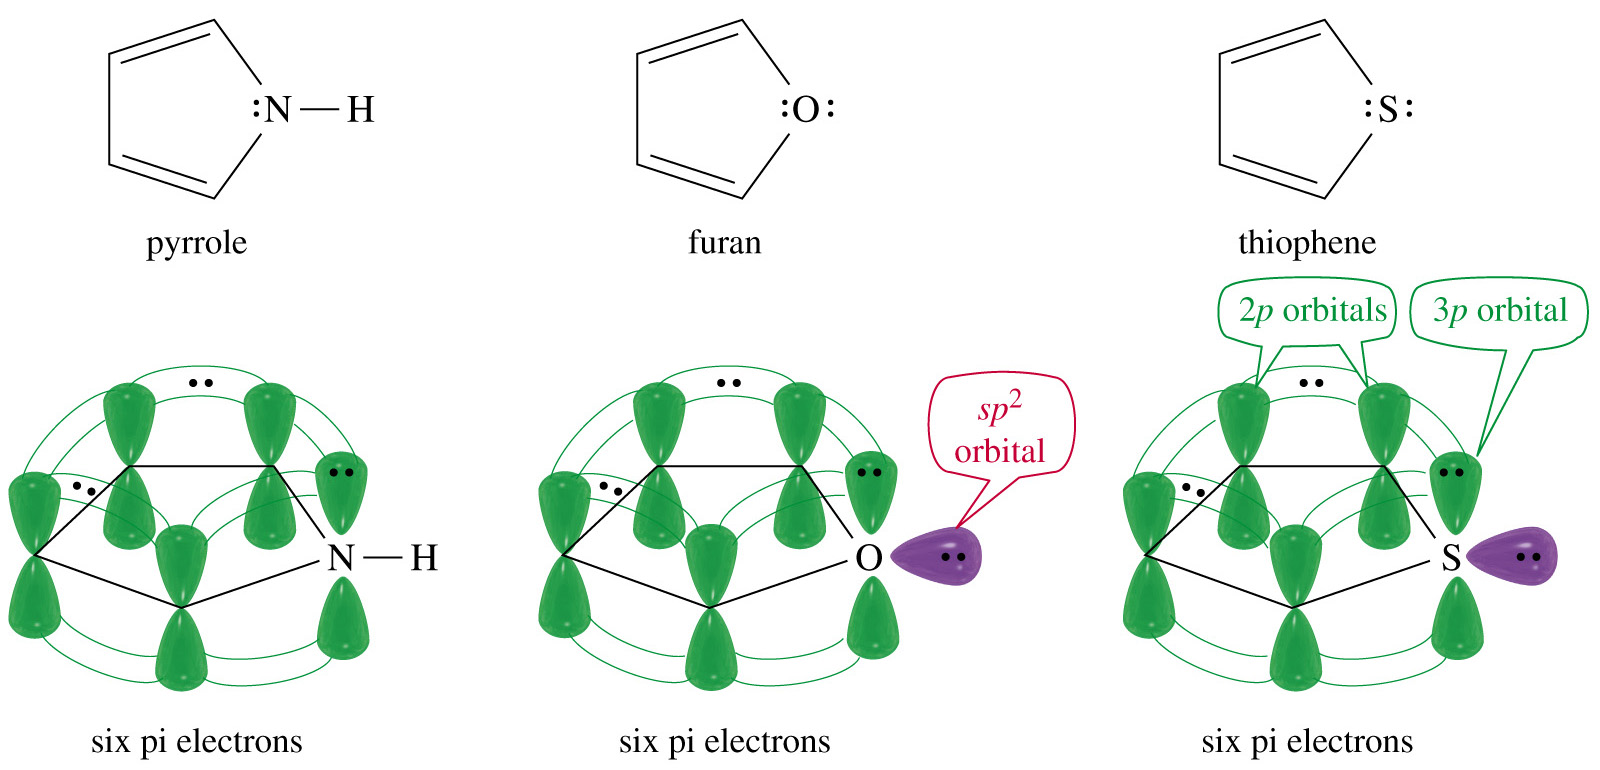 :N—H
:O:
:S:
pyrrole
furan
thiophene
2p orbitals
3p orbital
sp²
orbital
N—H
O
S
six pi electrons
six pi electrons
six pi electrons